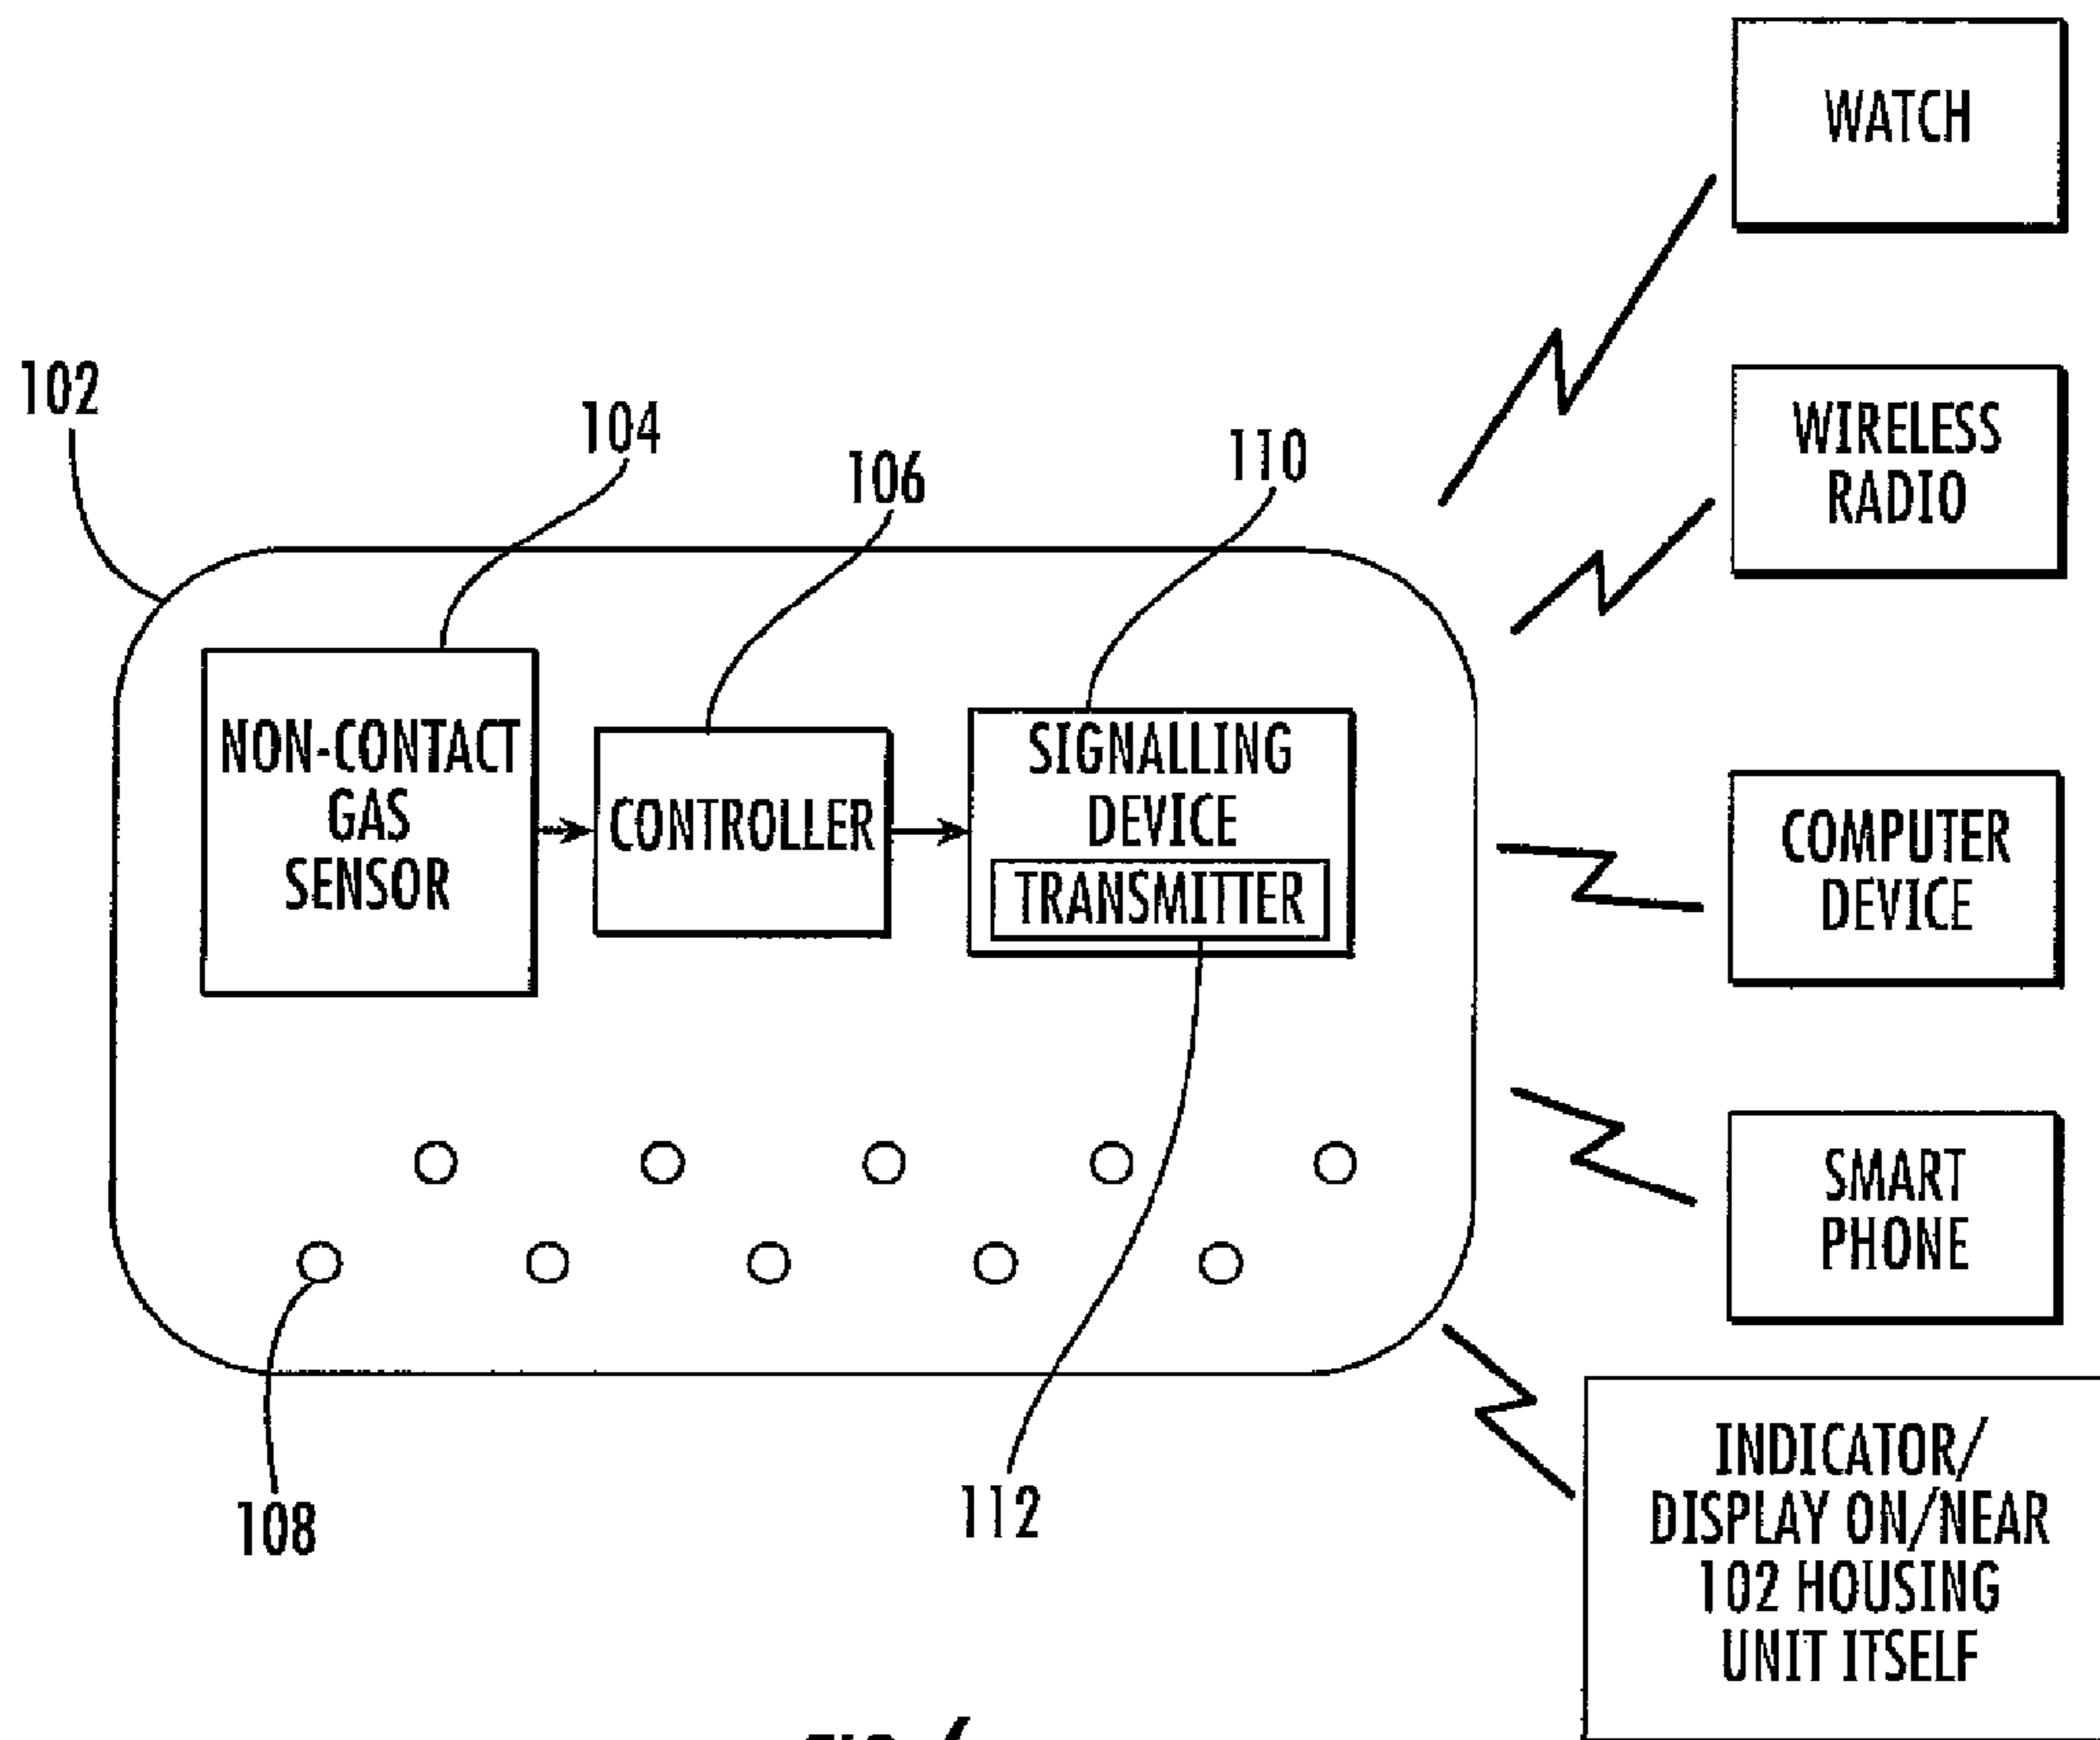 WATCH
WIRELESS
RADIO
102
104
106
110
NON-CONTACT
GAS
SENSOR
CONTROLLER
SIGNALLING
DEVICE
TRANSMITTER
COMPUTER
DEVICE
SMART
PHONE
108
112
INDICATOR/
DISPLAY ON/NEAR
102 HOUSING
UNIT ITSELF